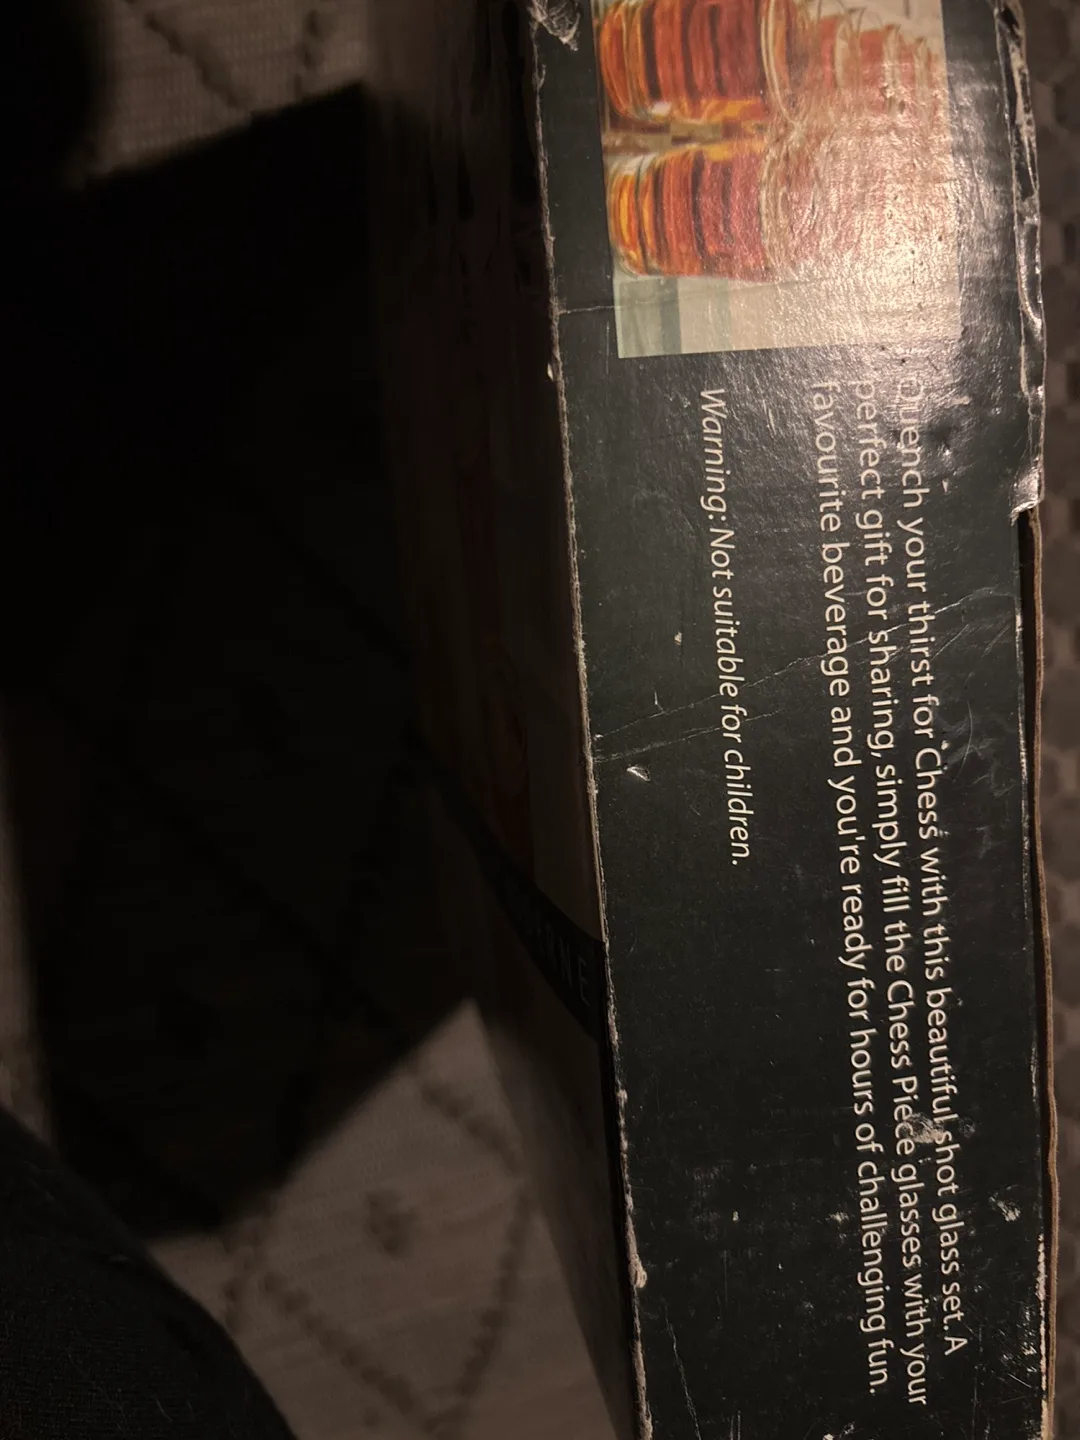 Quench your thirst for Chess with this beautiful shot glass set. A
perfect gift for sharing, simply fill the Chess Piece glasses with your
favourite beverage and you're ready for hours of challenging fun.
Warning: Not suitable for children.